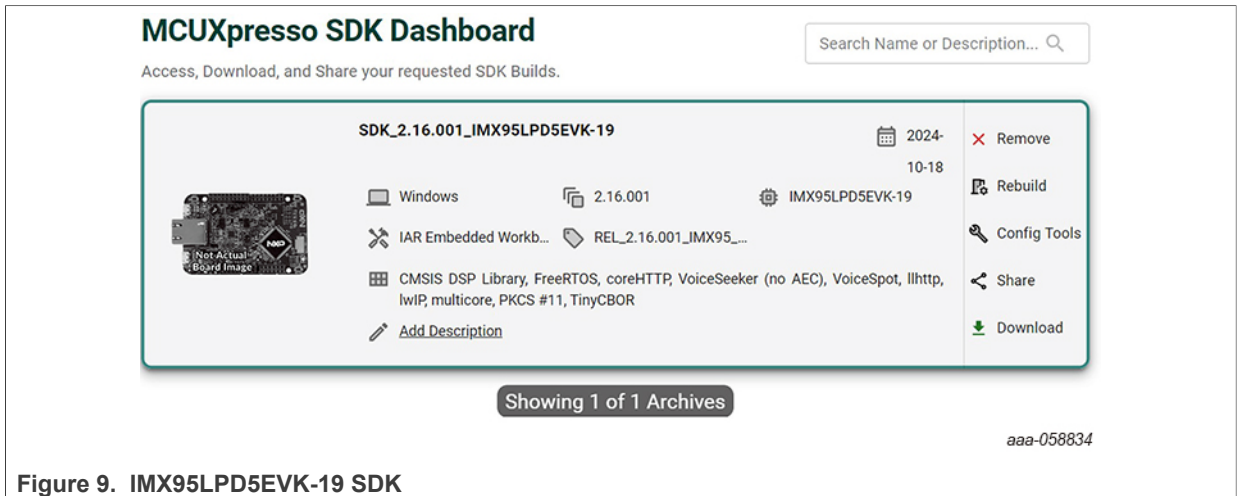 MCUXpresso SDK Dashboard
Search Name or Description...
Access, Download, and Share your requested SDK Builds.
SDK_2.16.001_IMX95LPD5EVK-19
2024-
10-18
Remove
Windows
2.16.001
IMX95LPD5EVK-19
Rebuild
IAR Embedded Workb...
REL_2.16.001_IMX95_...
Config Tools
NXP
Not Actual
Board Image
CMSIS DSP Library, FreeRTOS, coreHTTP, VoiceSeeker (no AEC), VoiceSpot, llhttp,
lwIP, multicore, PKCS #11, TinyCBOR
Share
Add Description
Download
Showing 1 of 1 Archives
aaa-058834
Figure 9. IMX95LPD5EVK-19 SDK